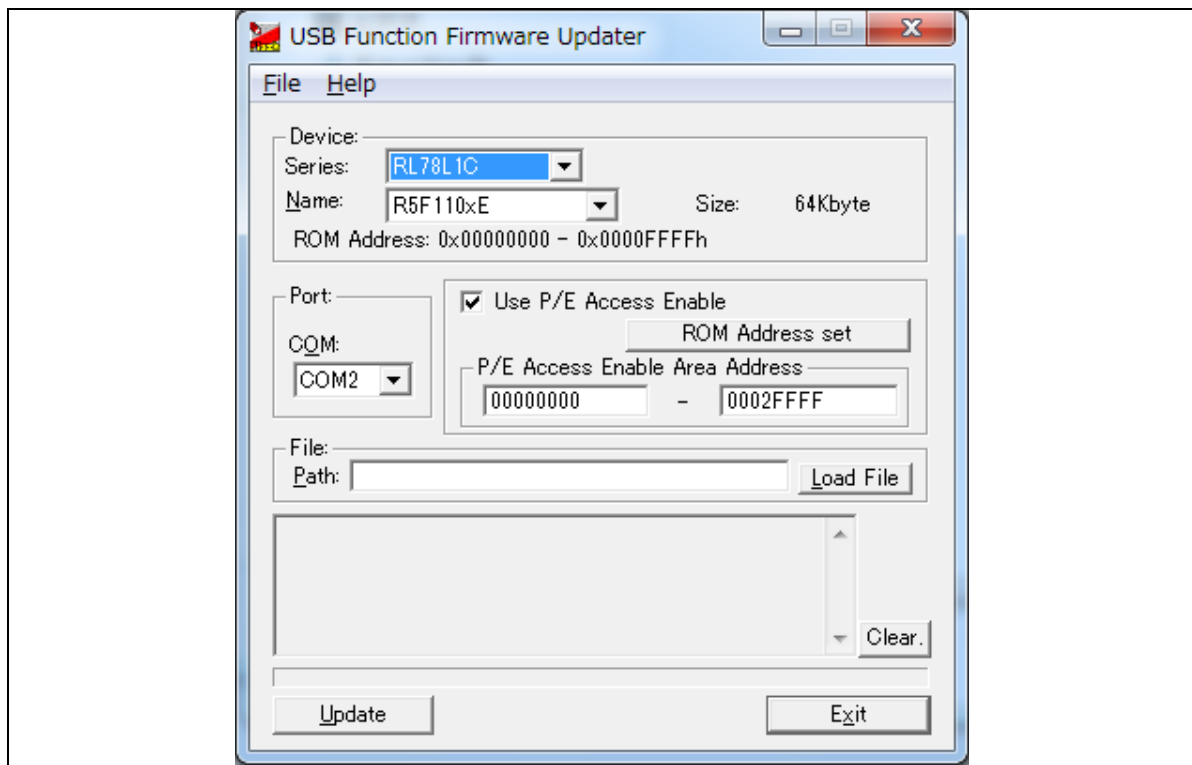 USB Function Firmware Updater
File Help
Device:
Series: RL78L1C
Name: R5F110xE Size: 64Kbyte
ROM Address: 0x00000000 - 0x0000FFFFh
Port:
COM:
COM2
Use P/E Access Enable
ROM Address set
P/E Access Enable Area Address
00000000 - 0002FFFF
File:
Path: Load File
Clear.
Update Exit